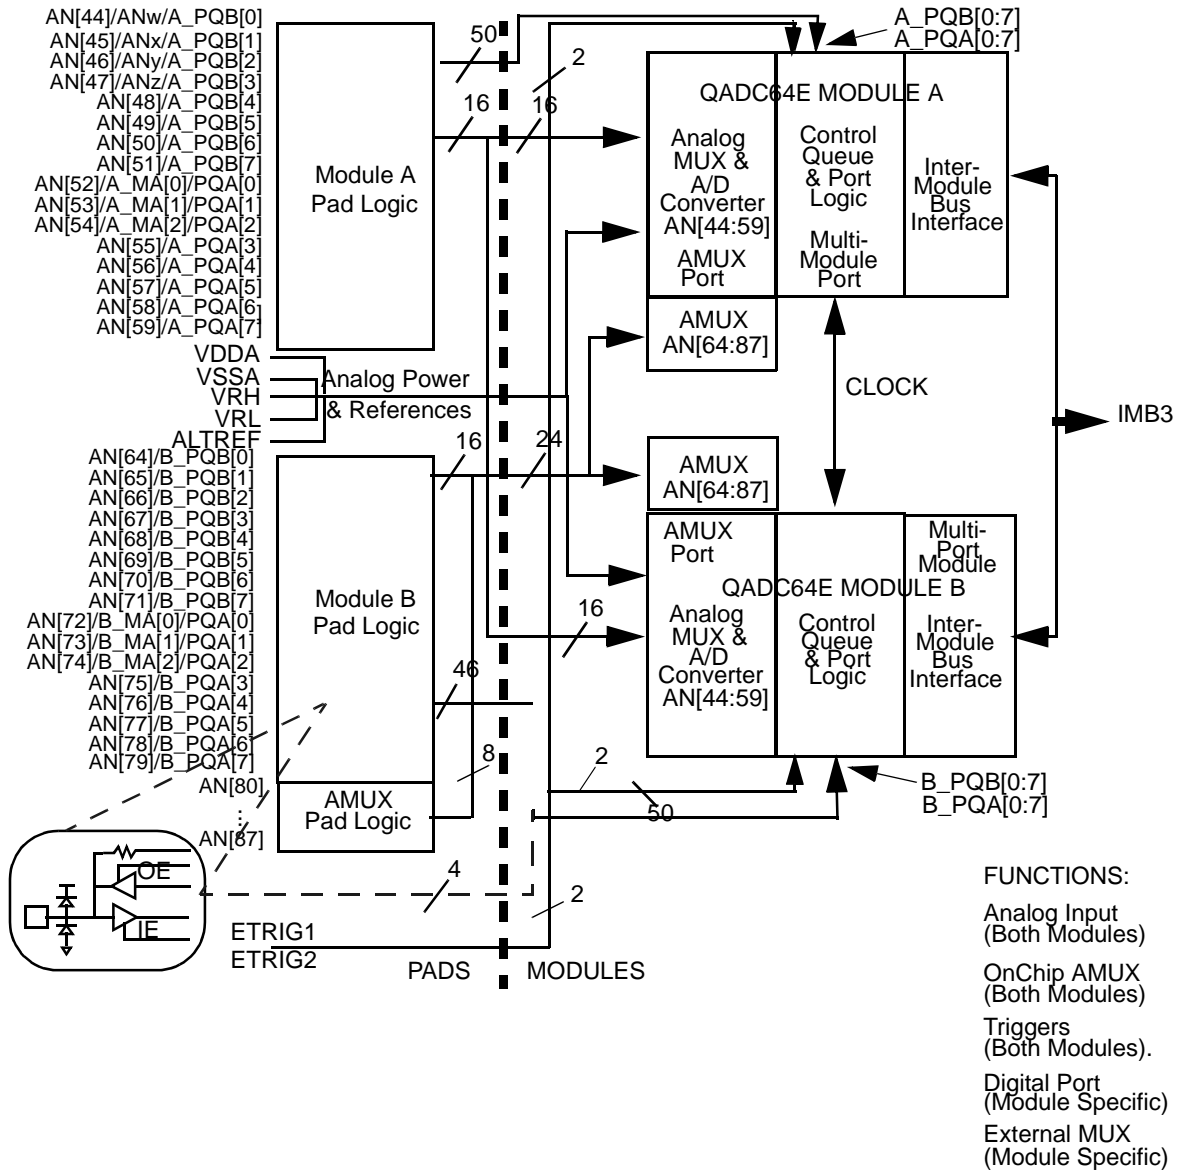 AN[44]/ANw/A_PQB[0]
AN[45]/ANx/A_PQB[1]
AN[46]/ANy/A_PQB[2]
AN[47]/ANz/A_PQB[3]
AN[48]/A_PQB[4]
AN[49]/A_PQB[5]
AN[50]/A_PQB[6]
AN[51]/A_PQB[7]
AN[52]/A_MA[0]/PQA[0]
AN[53]/A_MA[1]/PQA[1]
AN[54]/A_MA[2]/PQA[2]
AN[55]/A_PQA[3]
AN[56]/A_PQA[4]
AN[57]/A_PQA[5]
AN[58]/A_PQA[6]
AN[59]/A_PQA[7]
Module A
Pad Logic
50
2
16
16
A_PQB[0:7]
A_PQA[0:7]
QADC64E MODULE A
Analog
MUX &
A/D
Converter
AN[44:59]
AMUX
Port
Control
Queue
& Port
Logic
Multi-
Module
Port
Inter-
Module
Bus
Interface
AMUX
AN[64:87]
VDDA
VSSA
VRH
VRL
ALTREF
Analog Power
& References
CLOCK
IMB3
AN[64]/B_PQB[0]
AN[65]/B_PQB[1]
AN[66]/B_PQB[2]
AN[67]/B_PQB[3]
AN[68]/B_PQB[4]
AN[69]/B_PQB[5]
AN[70]/B_PQB[6]
AN[71]/B_PQB[7]
AN[72]/B_MA[0]/PQA[0]
AN[73]/B_MA[1]/PQA[1]
AN[74]/B_MA[2]/PQA[2]
AN[75]/B_PQA[3]
AN[76]/B_PQA[4]
AN[77]/B_PQA[5]
AN[78]/B_PQA[6]
AN[79]/B_PQA[7]
AN[80]
:
AN[87]
Module B
Pad Logic
AMUX
Pad Logic
16
24
46
8
16
AMUX
AN[64:87]
AMUX
Port
Multi-
Port
Module
QADC64E MODULE B
Analog
MUX &
A/D
Converter
AN[44:59]
Control
Queue
& Port
Logic
Inter-
Module
Bus
Interface
2
50
B_PQB[0:7]
B_PQA[0:7]
OE
IE
4
2
ETRIG1
ETRIG2
PADS
MODULES
FUNCTIONS:
Analog Input
(Both Modules)
OnChip AMUX
(Both Modules)
Triggers
(Both Modules).
Digital Port
(Module Specific)
External MUX
(Module Specific)